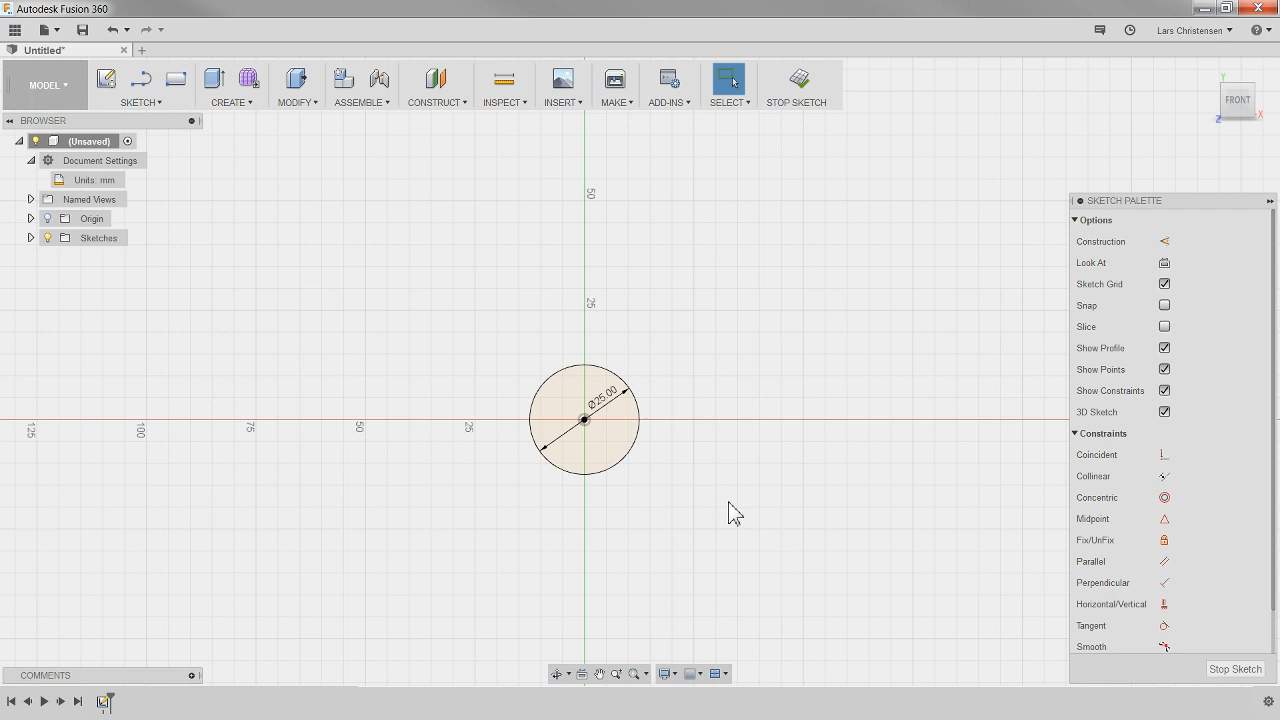 Autodesk Fusion 360
Lars Christensen
Untitled*
MODEL
SKETCH
CREATE
MODIFY
ASSEMBLE
CONSTRUCT
INSPECT
INSERT
MAKE
ADD-INS
SELECT
STOP SKETCH
BROWSER
(Unsaved)
Document Settings
Units: mm
Named Views
Origin
Sketches
Y
FRONT
X
Z
50
25
Ø25.00
125
100
75
50
25
SKETCH PALETTE
Options
Construction
Look At
Sketch Grid
Snap
Slice
Show Profile
Show Points
Show Constraints
3D Sketch
Constraints
Coincident
Collinear
Concentric
Midpoint
Fix/UnFix
Parallel
Perpendicular
Horizontal/Vertical
Tangent
Smooth
Stop Sketch
COMMENTS